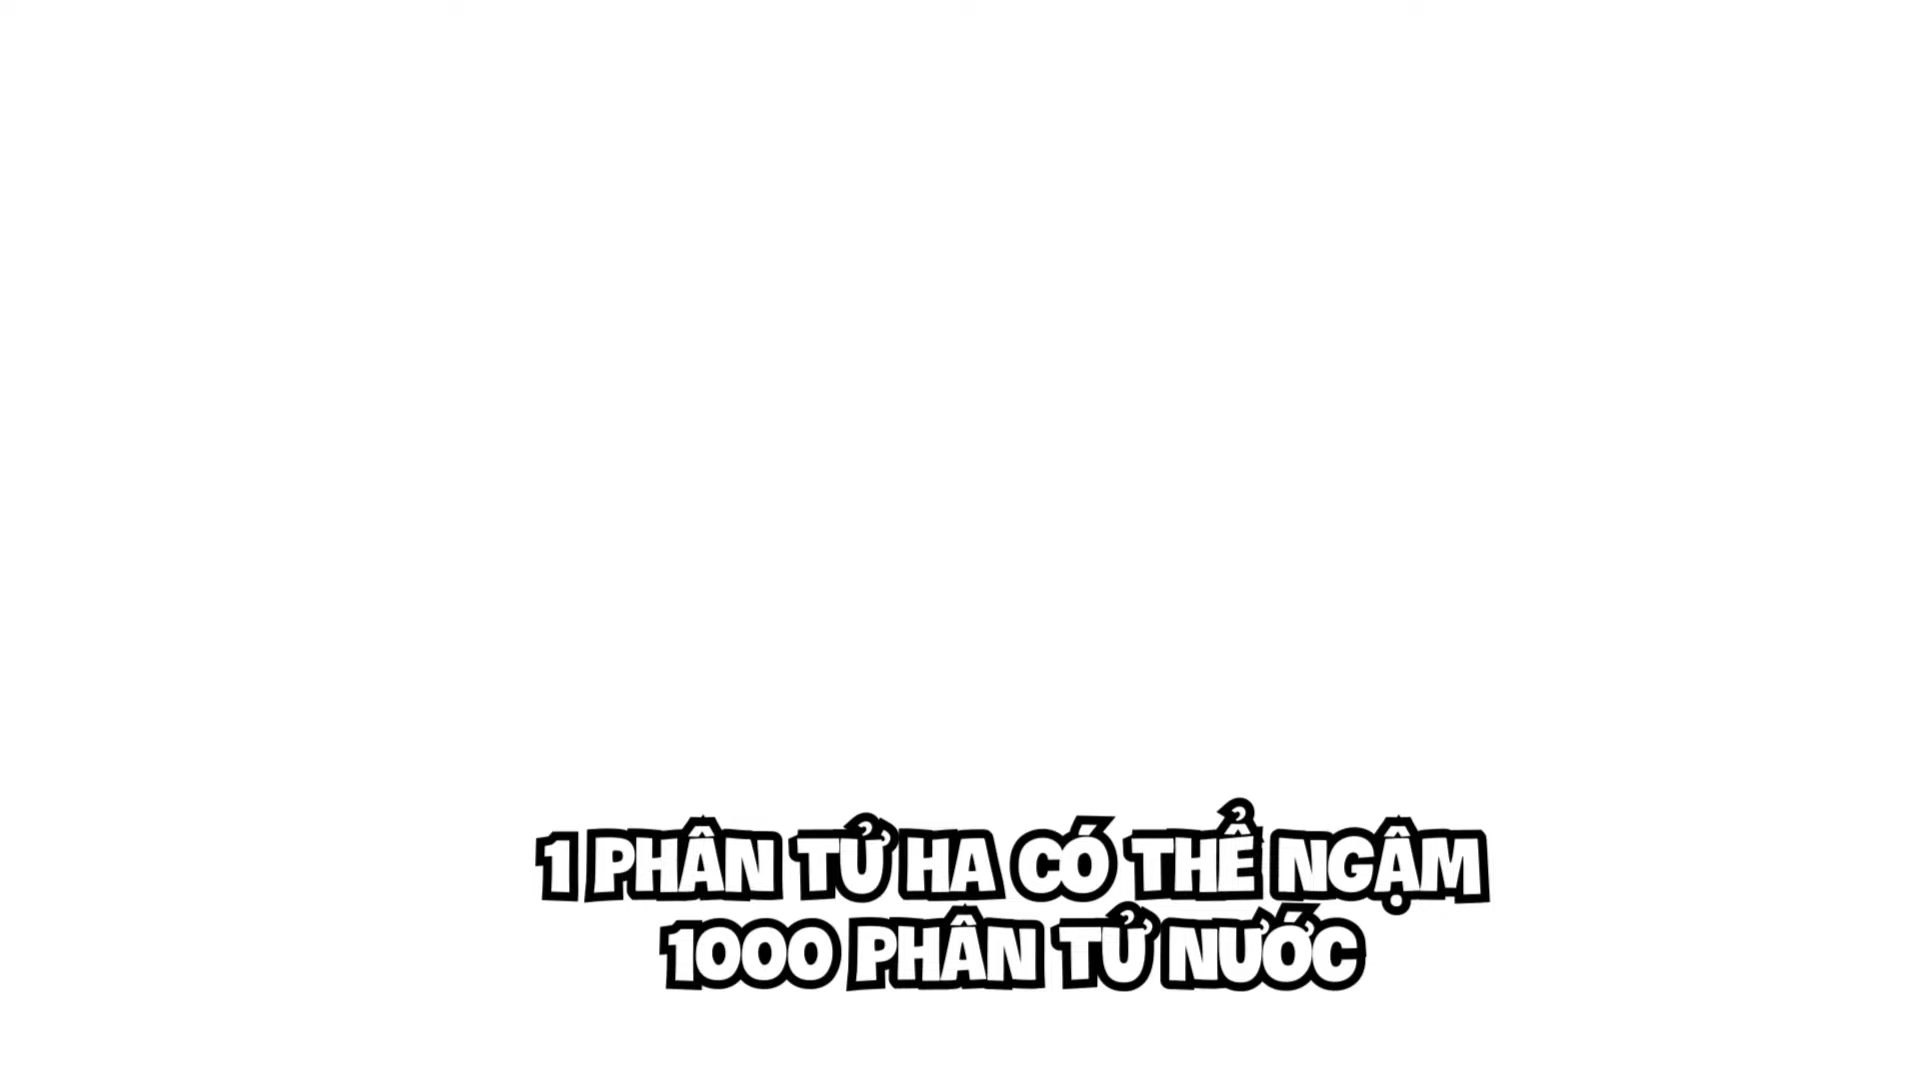 1 PHÂN TỬ HA CÓ THỂ NGẬM
1000 PHÂN TỬ NƯỚC